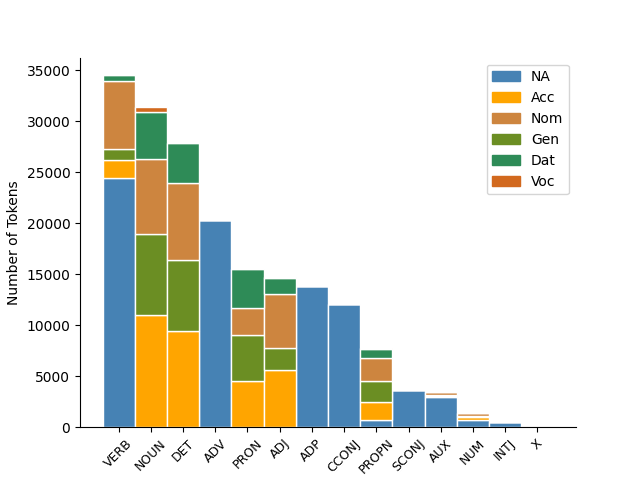 35000
30000
25000
20000
15000
10000
5000
0
Number of Tokens
NA
Acc
Nom
Gen
Dat
Voc
VERB
NOUN
DET
ADV
PRON
ADJ
ADP
CCONJ
PROPN
SCONJ
AUX
NUM
INTJ
X